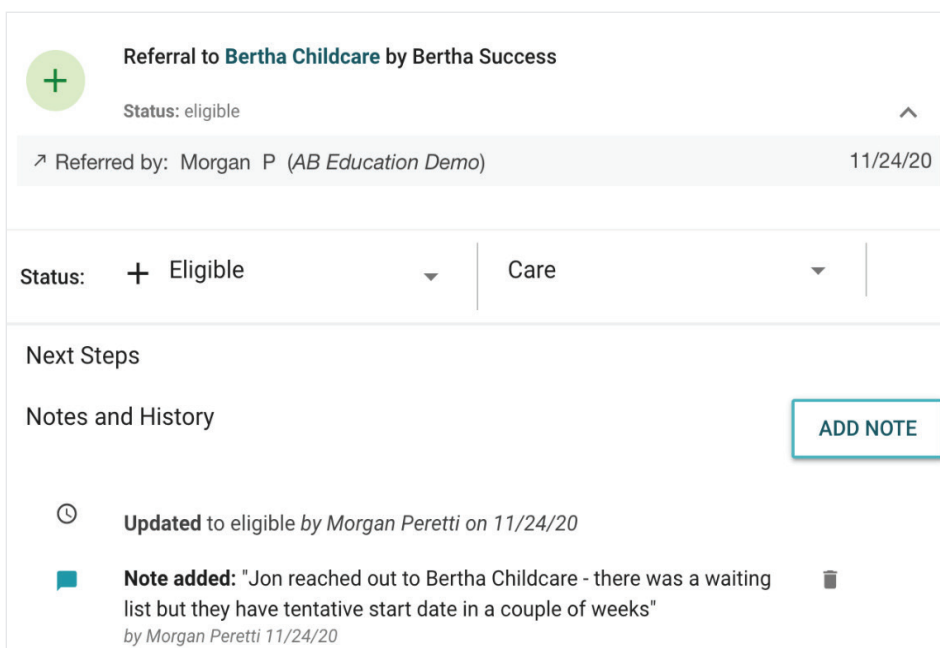 Referral to Bertha Childcare by Bertha Success
Status: eligible
↗ Referred by: Morgan P (AB Education Demo) 11/24/20
Status: + Eligible Care
Next Steps
Notes and History
ADD NOTE
Updated to eligible by Morgan Peretti on 11/24/20
Note added: "Jon reached out to Bertha Childcare - there was a waiting
list but they have tentative start date in a couple of weeks"
by Morgan Peretti 11/24/20